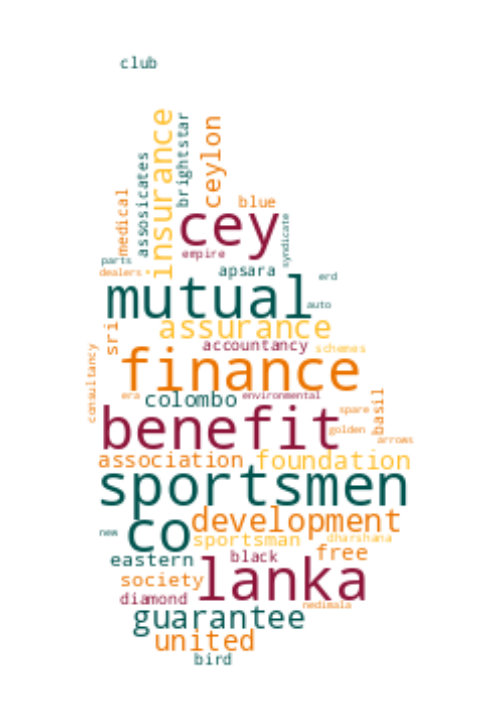 club
insurance
brightstar
ceylon
assosicates
medical
blue
cey
syndicate
empire
parts
dealers
apsara
erd
mutual
auto
assurance
sri
accountancy
schemes
finance
consultancy
era
colombo
environmental
basil
spare
benefit
golden
arrows
association
foundation
sportsmen
development
co
new
sportsman
dharshana
eastern
black
free
society
lanka
diamond
nedimala
guarantee
united
bird